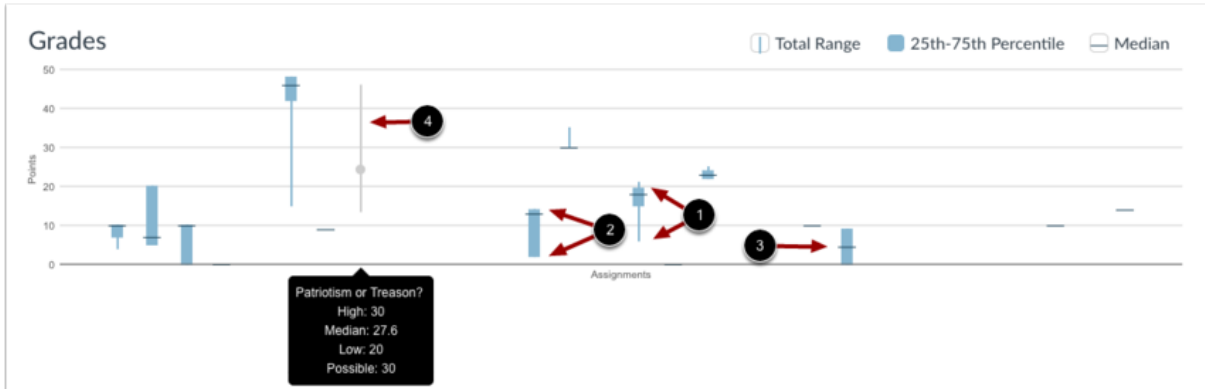 Grades
Total Range 25th-75th Percentile Median
50
40
30
20
10
0
Points
4
1
2
3
Assignments
Patriotism or Treason?
High: 30
Median: 27.6
Low: 20
Possible: 30